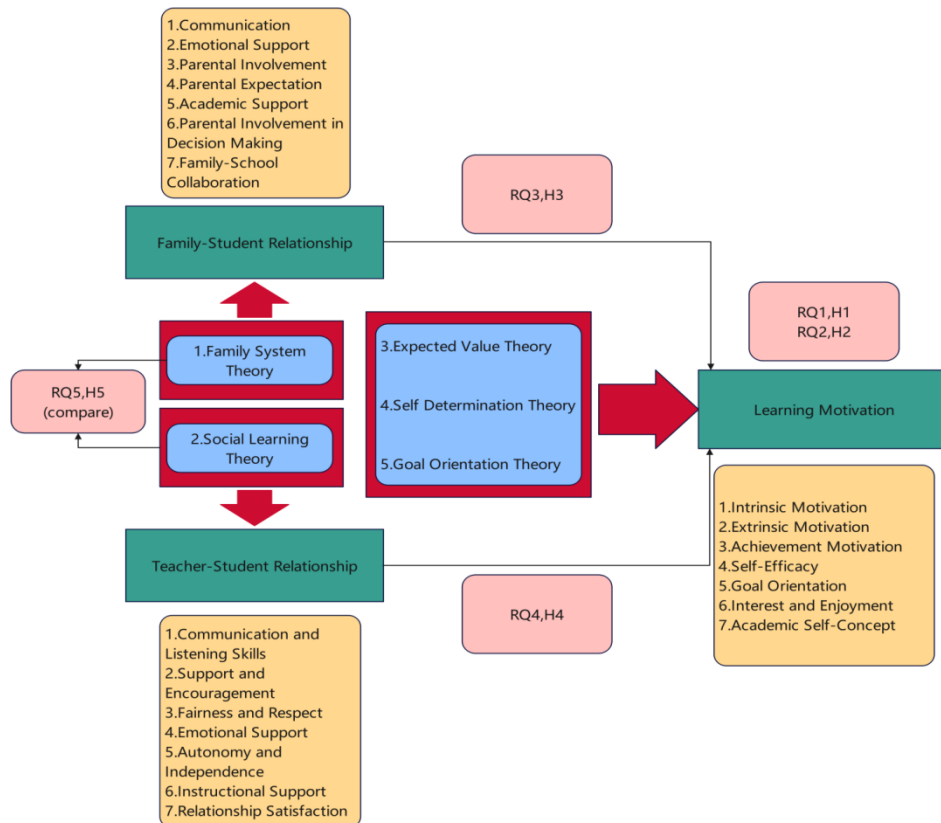 1.Communication
2.Emotional Support
3.Parental Involvement
4.Parental Expectation
5.Academic Support
6.Parental Involvement in
Decision Making
7.Family-School
Collaboration
RQ3,H3
Family-Student Relationship
RQ1,H1
RQ2,H2
1.Family System
Theory
3.Expected Value Theory
RQ5,H5
(compare)
4.Self Determination Theory
Learning Motivation
2.Social Learning
Theory
5.Goal Orientation Theory
Teacher-Student Relationship
RQ4,H4
1.Intrinsic Motivation
2.Extrinsic Motivation
3.Achievement Motivation
4.Self-Efficacy
5.Goal Orientation
6.Interest and Enjoyment
7.Academic Self-Concept
1.Communication and
Listening Skills
2.Support and
Encouragement
3.Fairness and Respect
4.Emotional Support
5.Autonomy and
Independence
6.Instructional Support
7.Relationship Satisfaction